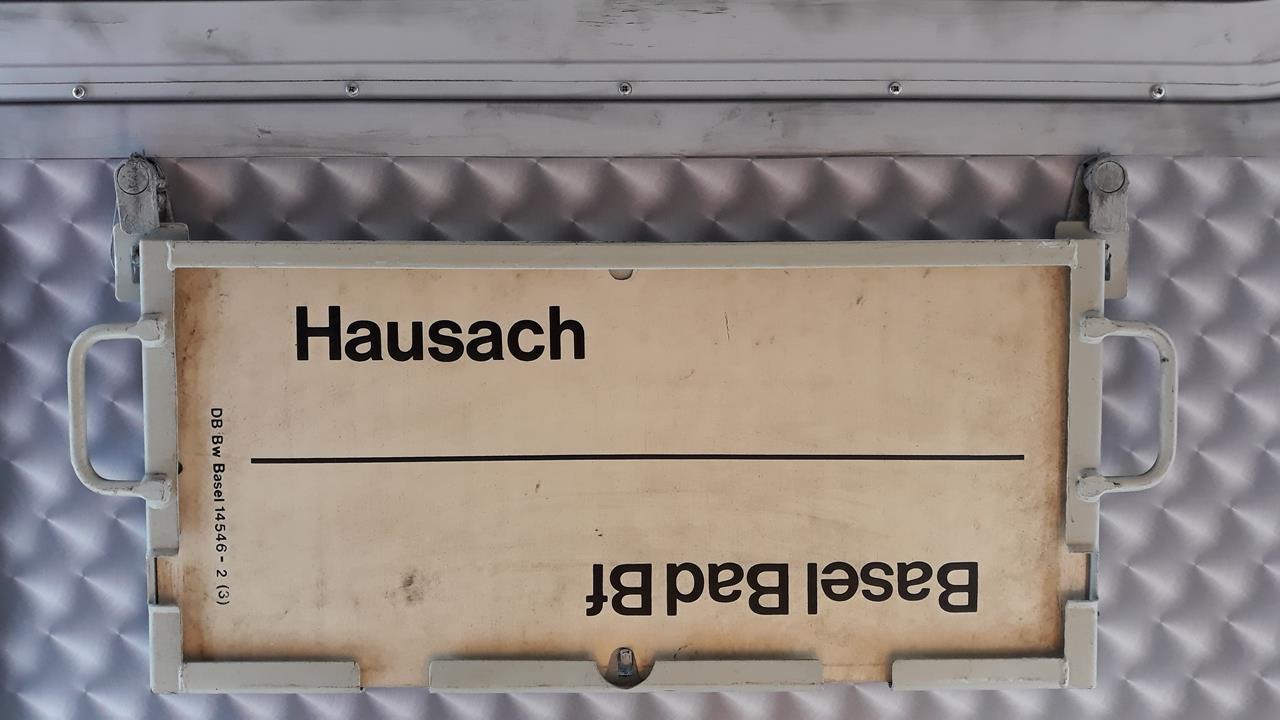 Hausach
DB Bw Basel 14546 - 2 (3)
Basel Bad Bf